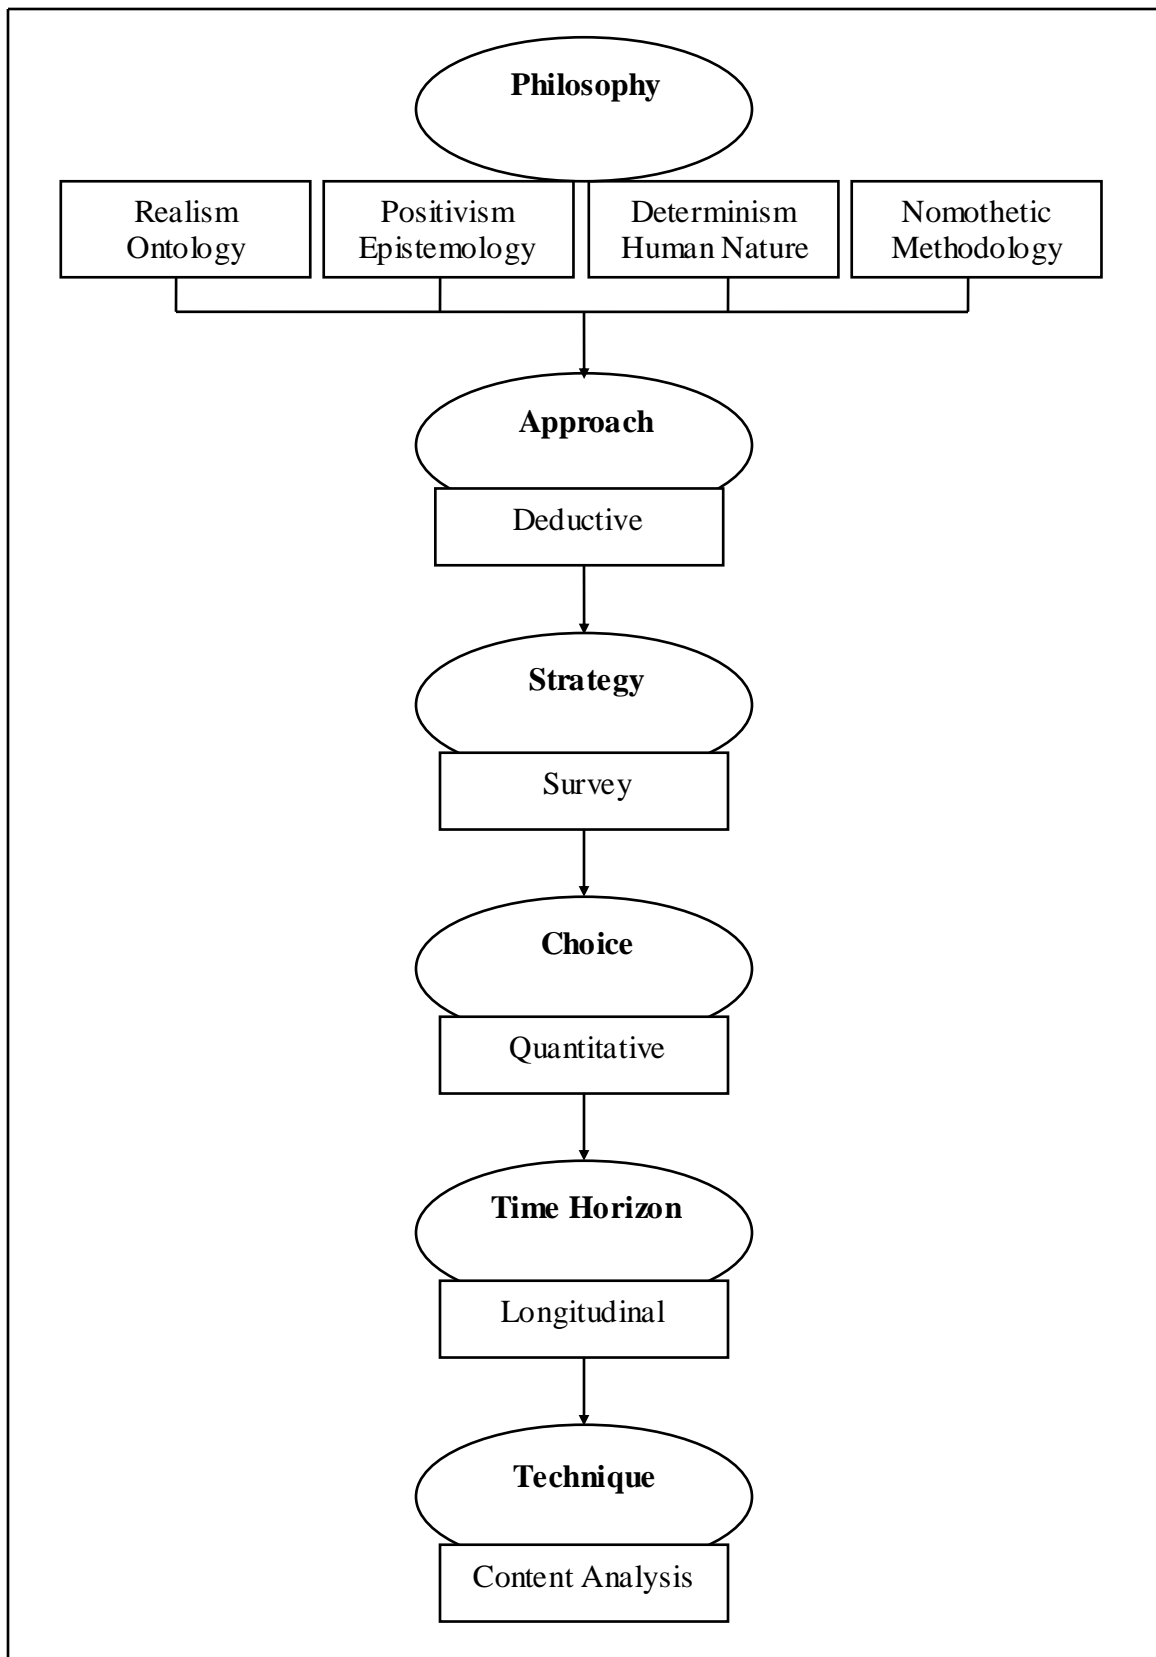 Philosophy
Realism
Ontology
Positivism
Epistemology
Determinism
Human Nature
Nomothetic
Methodology
Approach
Deductive
Strategy
Survey
Choice
Quantitative
Time Horizon
Longitudinal
Technique
Content Analysis